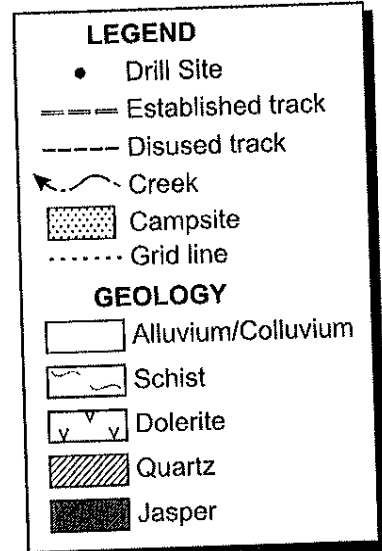 LEGEND
Drill Site
Established track
Disused track
Creek
Campsite
Grid line
GEOLOGY
Alluvium/Colluvium
Schist
Dolerite
Quartz
Jasper